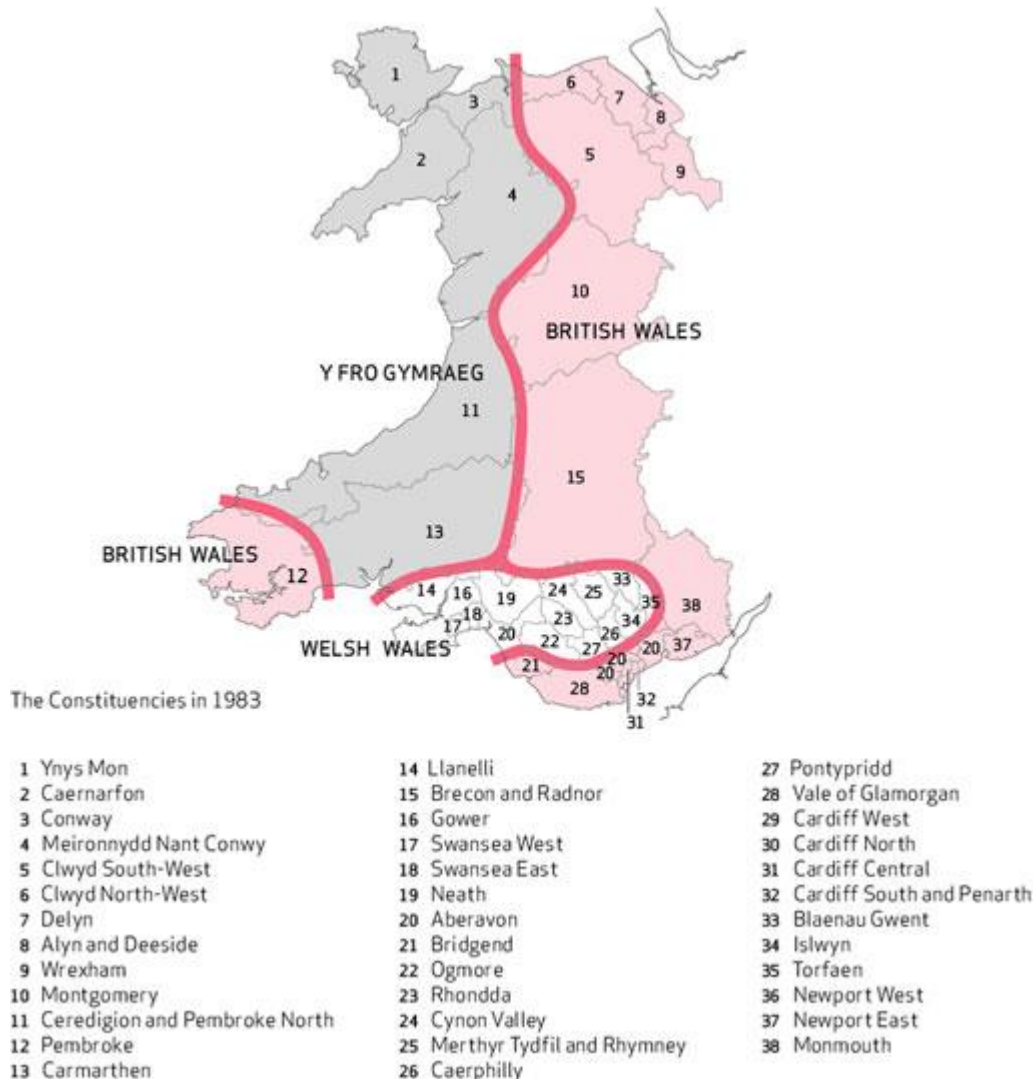 1
3
6
7
8
2
5
9
4
10
BRITISH WALES
Y FRO GYMRAEG
11
15
13
BRITISH WALES
12
14
16
19
24
25
33
35
38
18
23
34
17
20
22
26
27
20
37
WELSH WALES
21
20
20
28
32
31
The Constituencies in 1983
1 Ynys Mon
2 Caernarfon
3 Conway
4 Meironnydd Nant Conwy
5 Clwyd South-West
6 Clwyd North-West
7 Delyn
8 Alyn and Deeside
9 Wrexham
10 Montgomery
11 Ceredigion and Pembroke North
12 Pembroke
13 Carmarthen
14 Llanelli
15 Brecon and Radnor
16 Gower
17 Swansea West
18 Swansea East
19 Neath
20 Aberavon
21 Bridgend
22 Ogmore
23 Rhondda
24 Cynon Valley
25 Merthyr Tydfil and Rhymney
26 Caerphilly
27 Pontypridd
28 Vale of Glamorgan
29 Cardiff West
30 Cardiff North
31 Cardiff Central
32 Cardiff South and Penarth
33 Blaenau Gwent
34 Islwyn
35 Torfaen
36 Newport West
37 Newport East
38 Monmouth